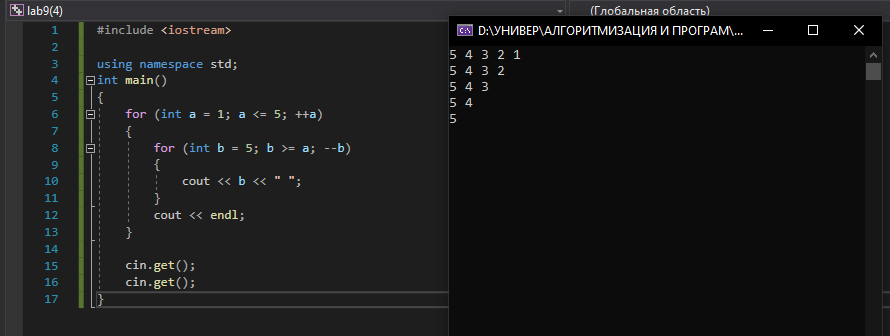 lab9(4)
(Глобальная область)
1 #include <iostream>
2
3 using namespace std;
4 int main()
5 {
6 for (int a = 1; a <= 5; ++a)
7 {
8 for (int b = 5; b >= a; --b)
9 {
10 cout << b << " ";
11 }
12 cout << endl;
13 }
14
15 cin.get();
16 cin.get();
17 }
D:\УНИВЕР\АЛГОРИТМИЗАЦИЯ И ПРОГРАМ\...
5 4 3 2 1
5 4 3 2
5 4 3
5 4
5